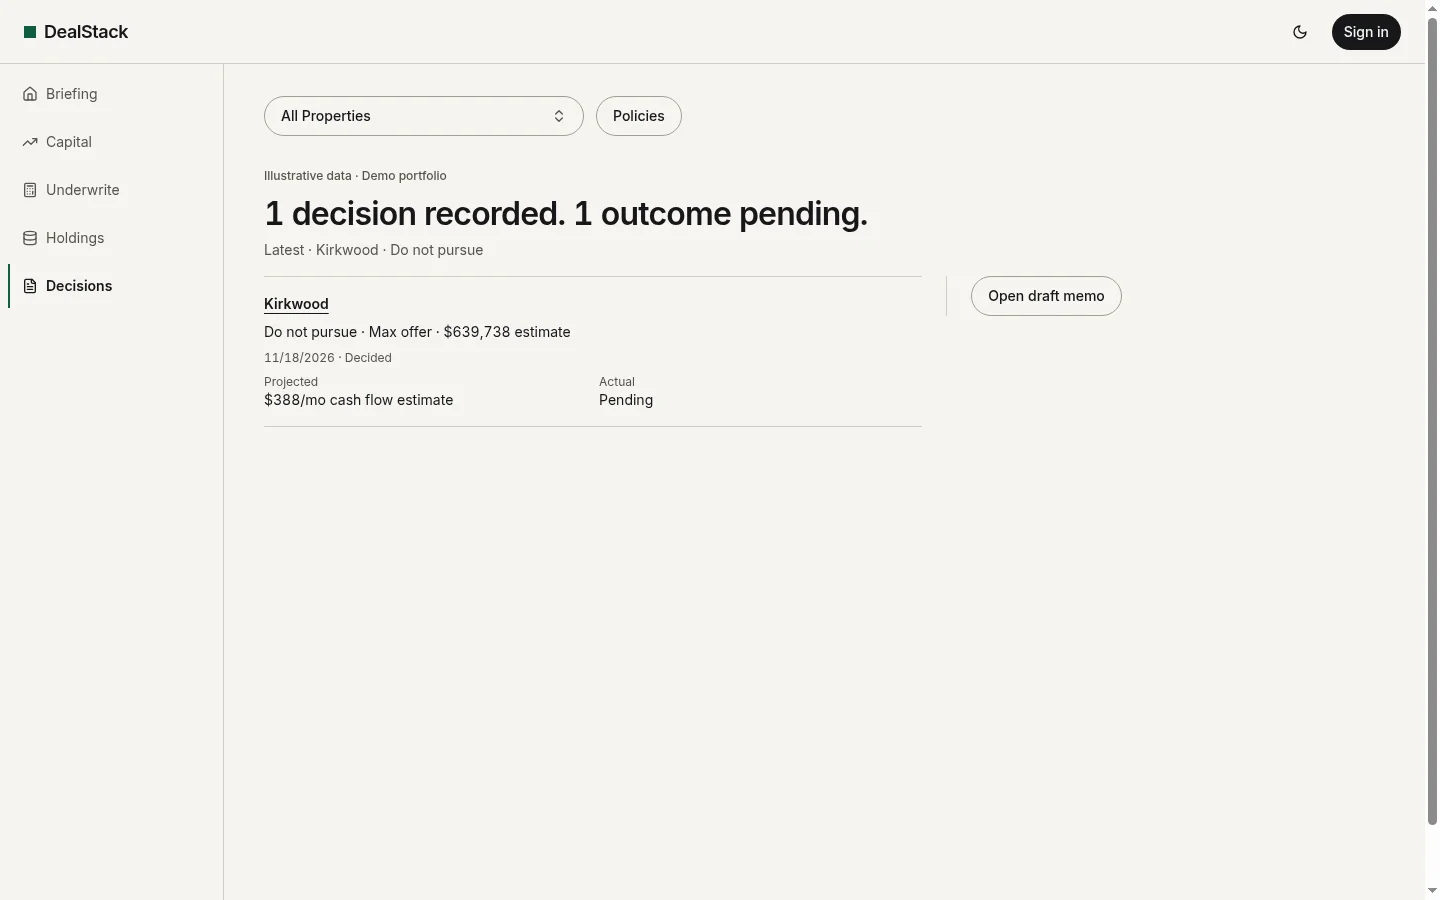 DealStack
Sign in
Briefing
Capital
Underwrite
Holdings
Decisions
All Properties
Policies
Illustrative data · Demo portfolio
1 decision recorded. 1 outcome pending.
Latest · Kirkwood · Do not pursue
Kirkwood
Do not pursue · Max offer · $639,738 estimate
11/18/2026 · Decided
Projected
$388/mo cash flow estimate
Actual
Pending
Open draft memo